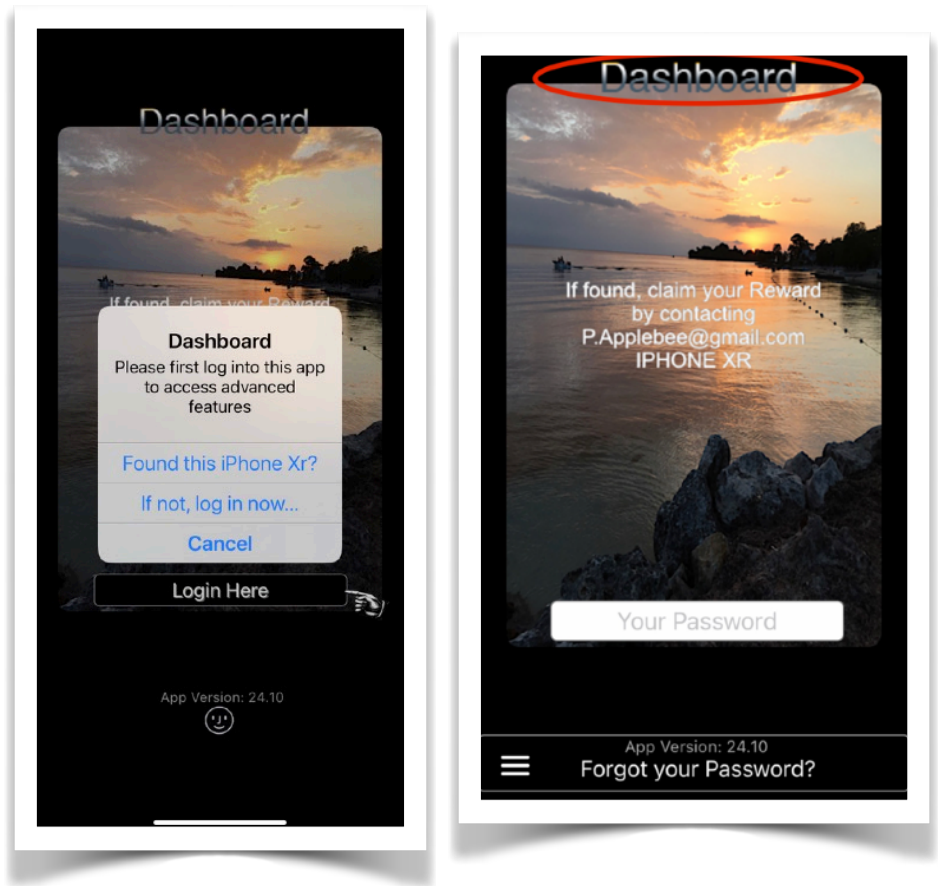 Dashboard
If found, claim your Reward
Dashboard
Please first log into this app
to access advanced
features
Found this iPhone Xr?
If not, log in now...
Cancel
Login Here
App Version: 24.10
Dashboard
If found, claim your Reward
by contacting
P.Applebee@gmail.com
IPHONE XR
Your Password
App Version: 24.10
Forgot your Password?